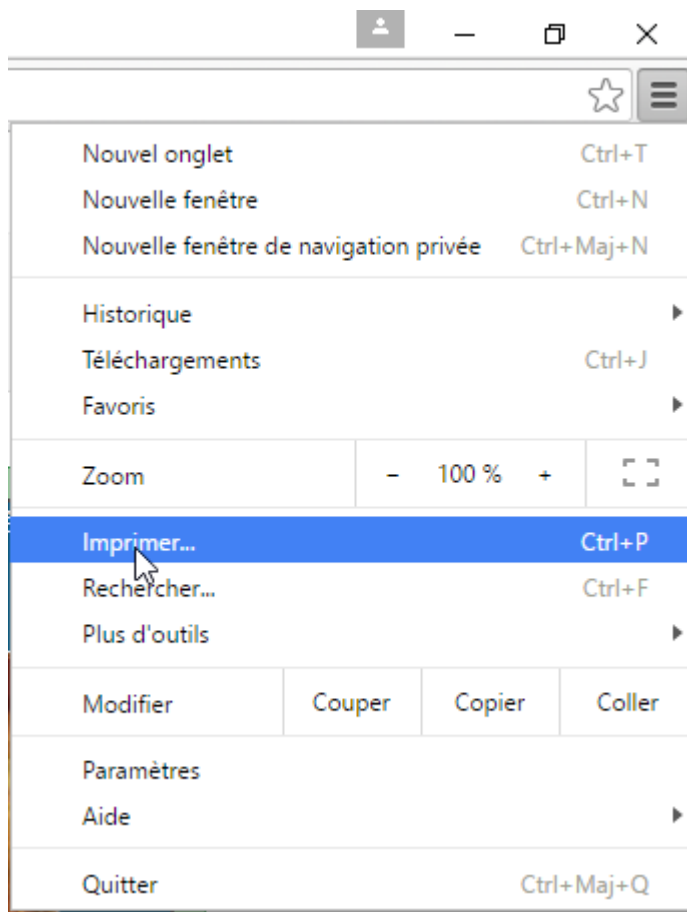 Nouvel onglet Ctrl+T
Nouvelle fenêtre Ctrl+N
Nouvelle fenêtre de navigation privée Ctrl+Maj+N
Historique
Téléchargements Ctrl+J
Favoris
Zoom - 100 % +
Imprimer... Ctrl+P
Rechercher... Ctrl+F
Plus d'outils
Modifier Couper Copier Coller
Paramètres
Aide
Quitter Ctrl+Maj+Q